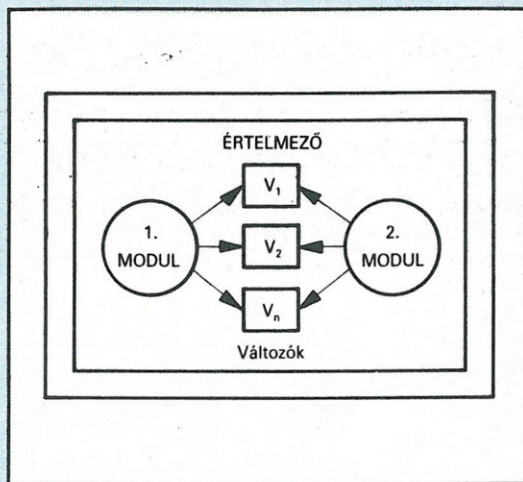 ÉRTELMEZŐ
V₁
1.
MODUL
V₂
2.
MODUL
Vₙ
Változók